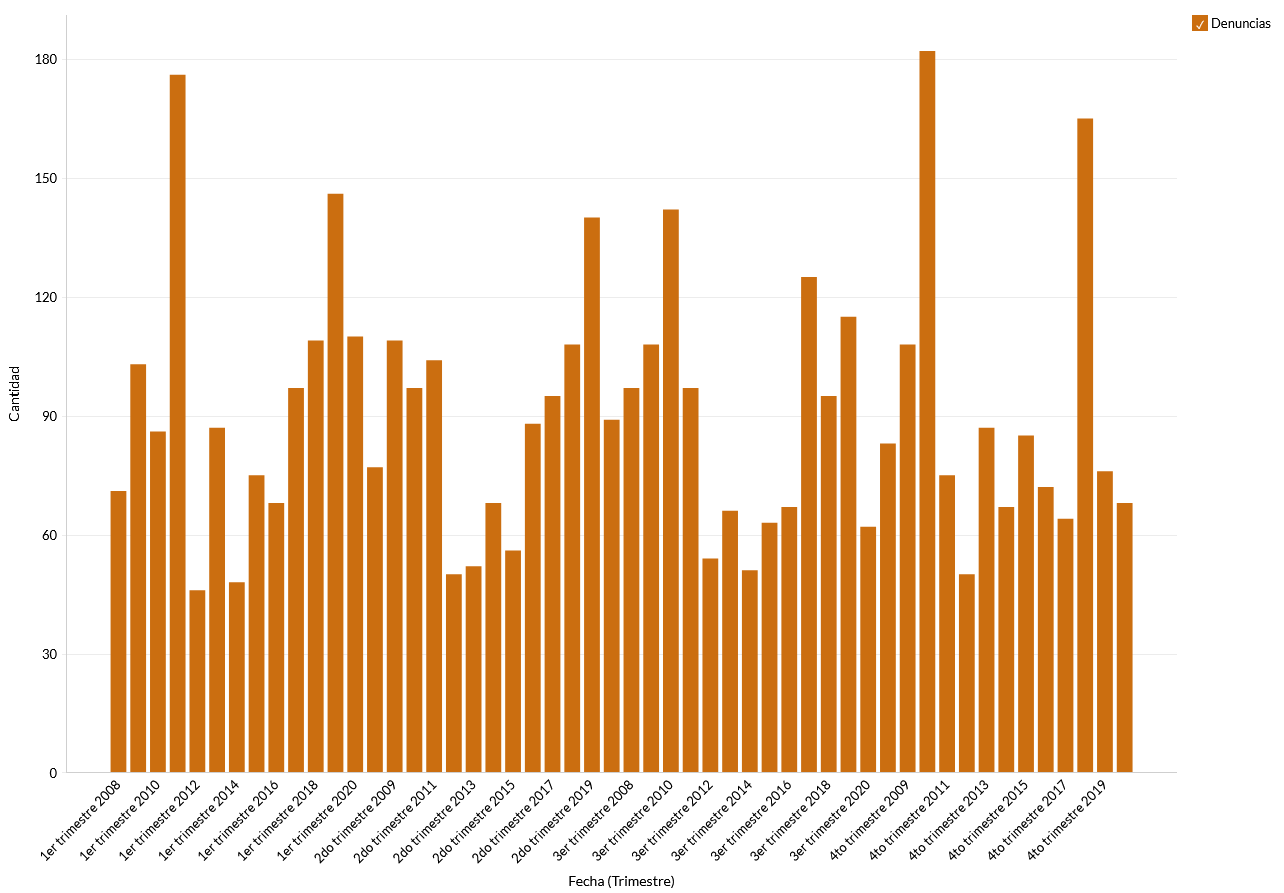 Denuncias
180
150
120
90
60
30
0
Cantidad
1er trimestre 2008
1er trimestre 2010
1er trimestre 2012
1er trimestre 2014
1er trimestre 2016
1er trimestre 2018
1er trimestre 2020
2do trimestre 2009
2do trimestre 2011
2do trimestre 2013
2do trimestre 2015
2do trimestre 2017
2do trimestre 2019
3er trimestre 2008
3er trimestre 2010
3er trimestre 2012
3er trimestre 2014
3er trimestre 2016
3er trimestre 2018
3er trimestre 2020
4to trimestre 2009
4to trimestre 2011
4to trimestre 2013
4to trimestre 2015
4to trimestre 2017
4to trimestre 2019
Fecha (Trimestre)